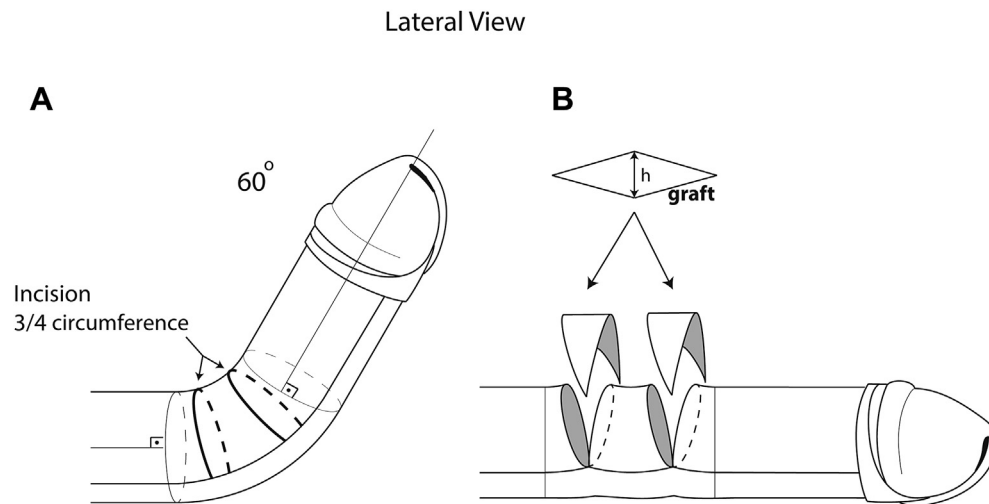 Lateral View
A
B
60°
h
graft
Incision
3/4 circumference